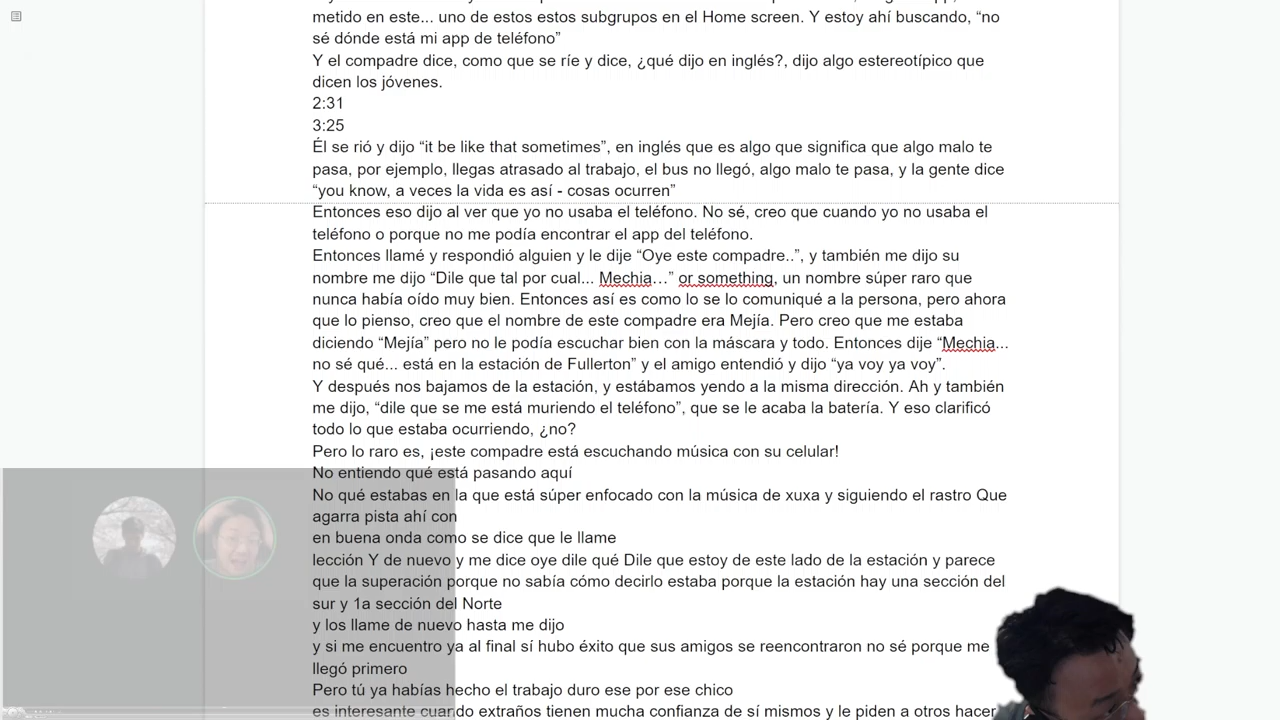 metido en este... uno de estos estos subgrupos en el Home screen. Y estoy ahí buscando, “no
sé dónde está mi app de teléfono”
Y el compadre dice, como que se ríe y dice, ¿qué dijo en inglés?, dijo algo estereotípico que
dicen los jóvenes.
2:31
3:25
Él se rió y dijo “it be like that sometimes”, en inglés que es algo que significa que algo malo te
pasa, por ejemplo, llegas atrasado al trabajo, el bus no llegó, algo malo te pasa, y la gente dice
“you know, a veces la vida es así - cosas ocurren”
Entonces eso dijo al ver que yo no usaba el teléfono. No sé, creo que cuando yo no usaba el
teléfono o porque no me podía encontrar el app del teléfono.
Entonces llamé y respondió alguien y le dije “Oye este compadre..”, y también me dijo su
nombre me dijo “Dile que tal por cual... Mechia…” or something, un nombre súper raro que
nunca había oído muy bien. Entonces así es como lo se lo comuniqué a la persona, pero ahora
que lo pienso, creo que el nombre de este compadre era Mejía. Pero creo que me estaba
diciendo “Mejía” pero no le podía escuchar bien con la máscara y todo. Entonces dije “Mechia...
no sé qué... está en la estación de Fullerton” y el amigo entendió y dijo “ya voy ya voy”.
Y después nos bajamos de la estación, y estábamos yendo a la misma dirección. Ah y también
me dijo, “dile que se me está muriendo el teléfono”, que se le acaba la batería. Y eso clarificó
todo lo que estaba ocurriendo, ¿no?
Pero lo raro es, ¡este compadre está escuchando música con su celular!
No entiendo qué está pasando aquí
No qué estabas en la que está súper enfocado con la música de xuxa y siguiendo el rastro Que
agarra pista ahí con
en buena onda como se dice que le llame
lección Y de nuevo y me dice oye dile qué Dile que estoy de este lado de la estación y parece
que la superación porque no sabía cómo decirlo estaba porque la estación hay una sección del
sur y 1a sección del Norte
y los llame de nuevo hasta me dijo
y si me encuentro ya al final sí hubo éxito que sus amigos se reencontraron no sé porque me
llegó primero
Pero tú ya habías hecho el trabajo duro ese por ese chico
es interesante cuando extraños tienen mucha confianza de sí mismos y le piden a otros hacer